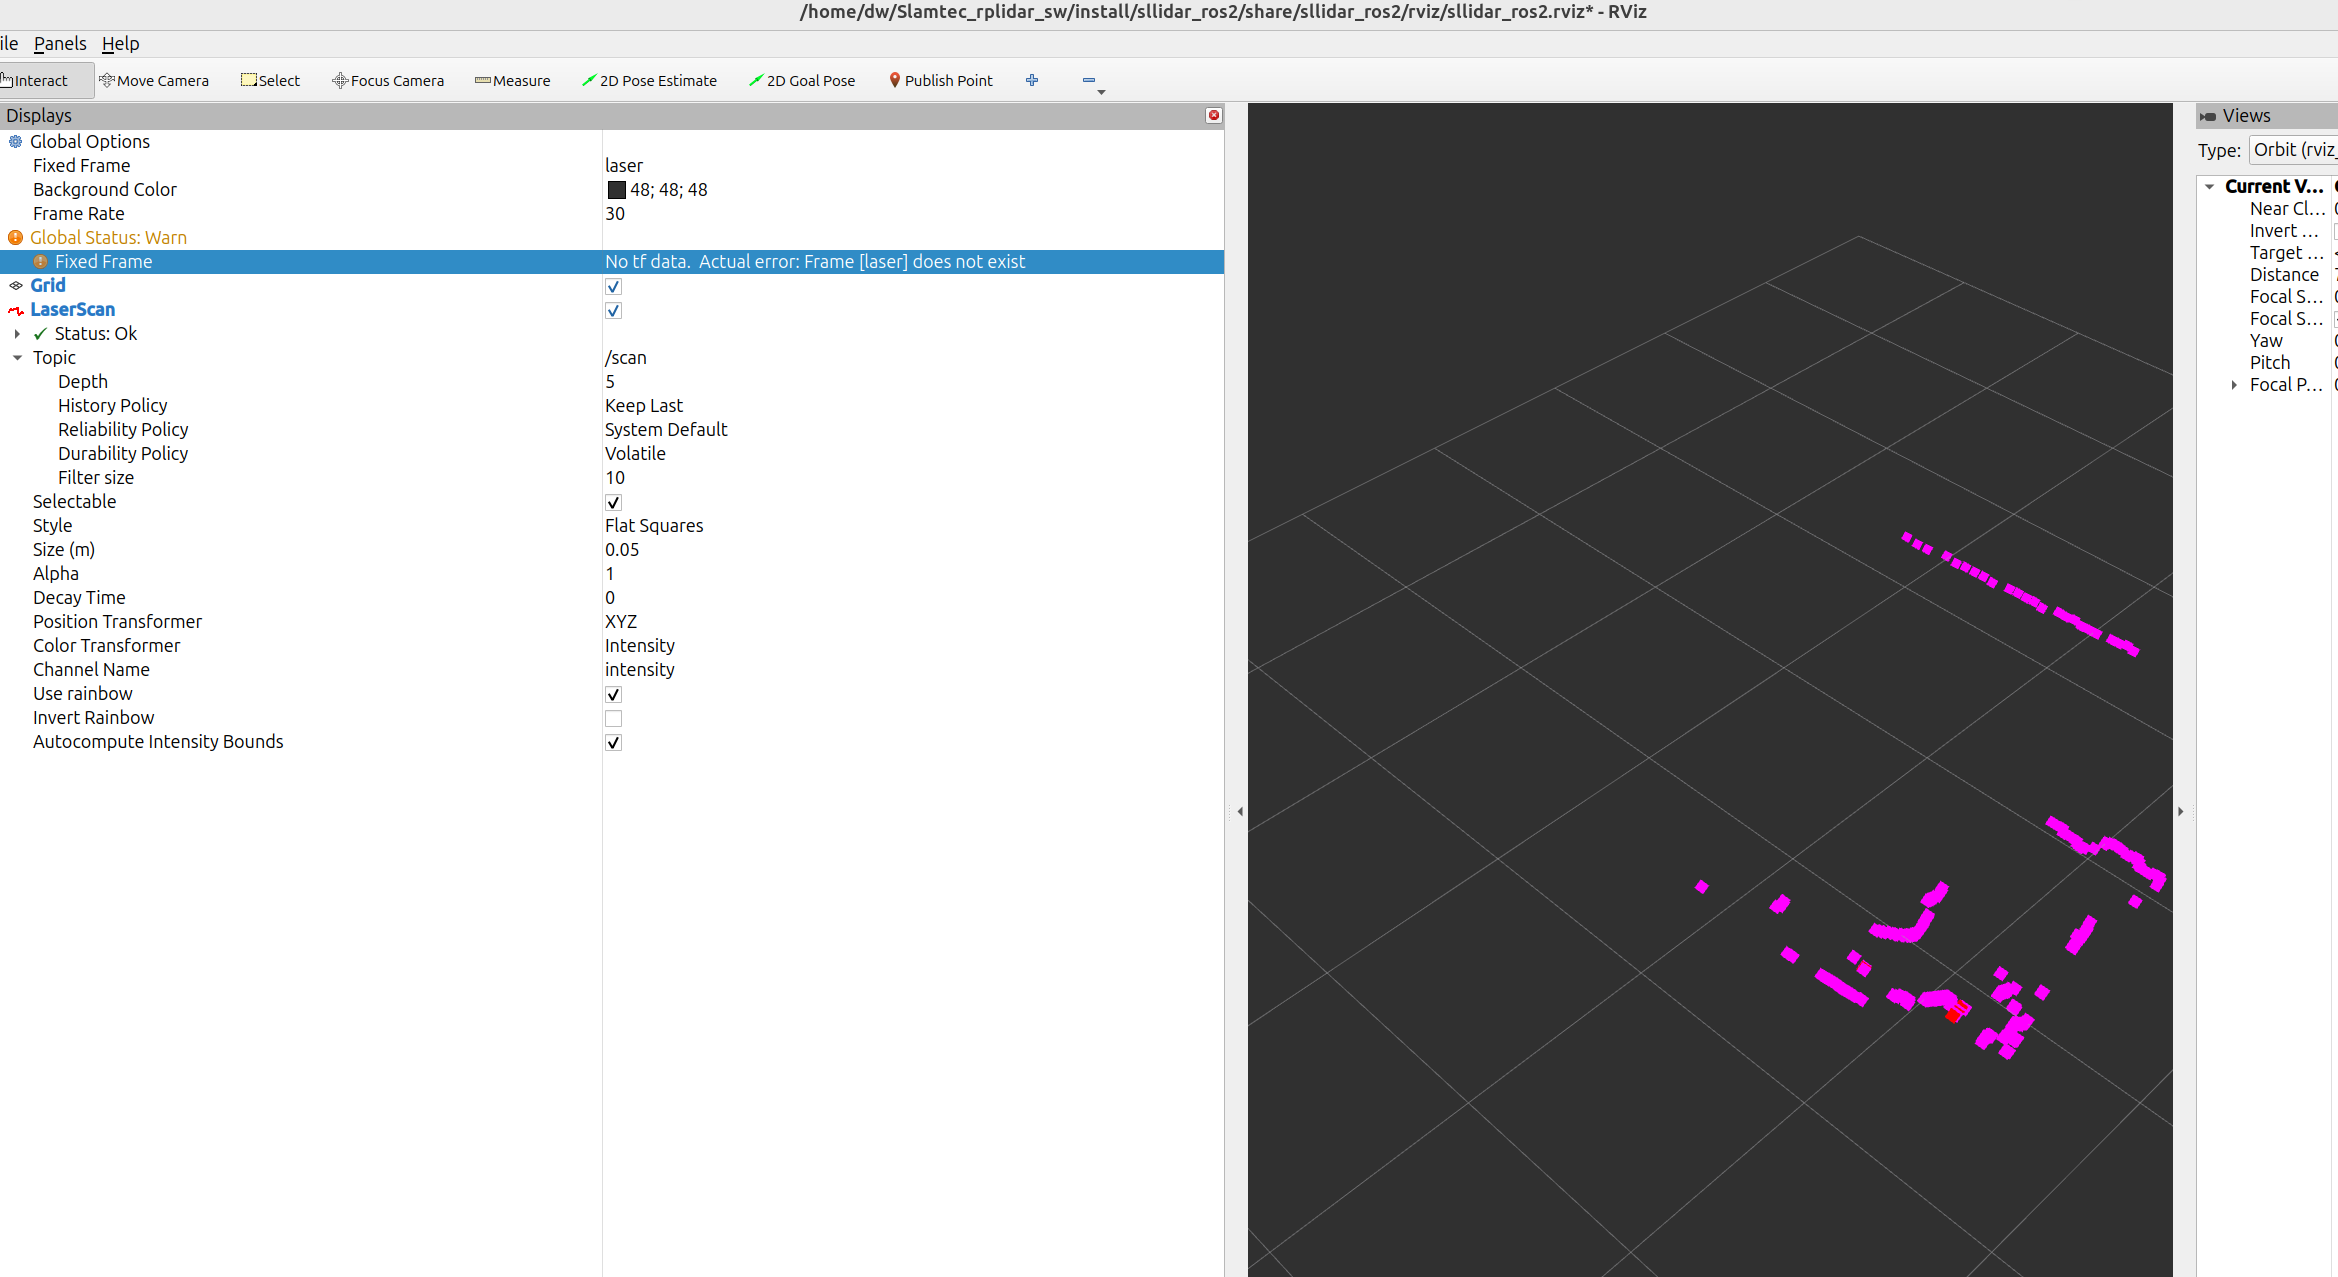 /home/dw/Slamtec_rplidar_sw/install/sllidar_ros2/share/sllidar_ros2/rviz/sllidar_ros2.rviz* - RViz
ile Panels Help
Interact Move Camera Select Focus Camera Measure 2D Pose Estimate 2D Goal Pose Publish Point
Displays
Global Options
Fixed Frame laser
Background Color 48; 48; 48
Frame Rate 30
Global Status: Warn
Fixed Frame No tf data. Actual error: Frame [laser] does not exist
Grid
LaserScan
Status: Ok
Topic /scan
Depth 5
History Policy Keep Last
Reliability Policy System Default
Durability Policy Volatile
Filter size 10
Selectable
Style Flat Squares
Size (m) 0.05
Alpha 1
Decay Time 0
Position Transformer XYZ
Color Transformer Intensity
Channel Name intensity
Use rainbow
Invert Rainbow
Autocompute Intensity Bounds
Views
Type: Orbit (rviz_
Current V...
Near Cl...
Invert ...
Target ...
Distance
Focal S...
Focal S...
Yaw
Pitch
Focal P...